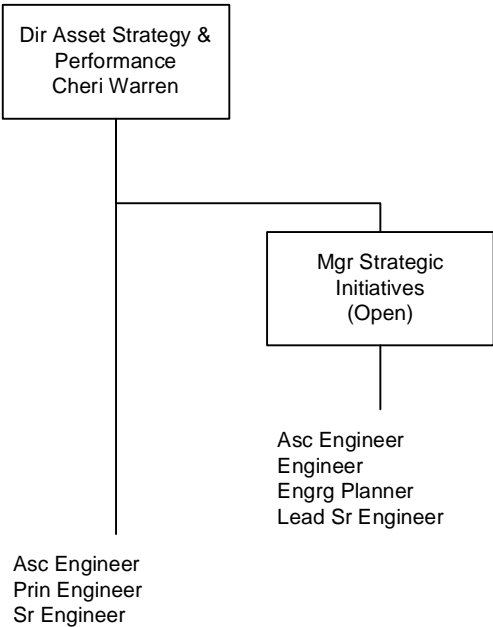 Dir Asset Strategy &
Performance
Cheri Warren
Mgr Strategic
Initiatives
(Open)
Asc Engineer
Engineer
Engrg Planner
Lead Sr Engineer
Asc Engineer
Prin Engineer
Sr Engineer